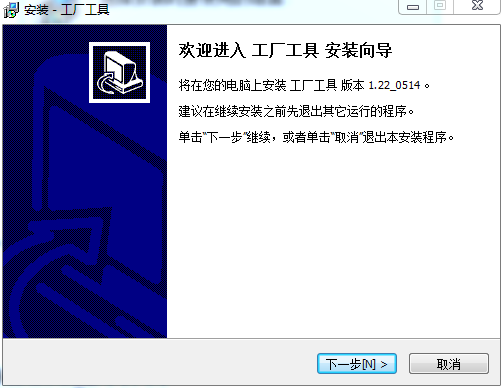 安装 - 工厂工具
欢迎进入 工厂工具 安装向导
将在您的电脑上安装 工厂工具 版本 1.22_0514 。
建议在继续安装之前先退出其它运行的程序。
单击“下一步”继续，或者单击“取消”退出本安装程序。
下一步[N] >
取消